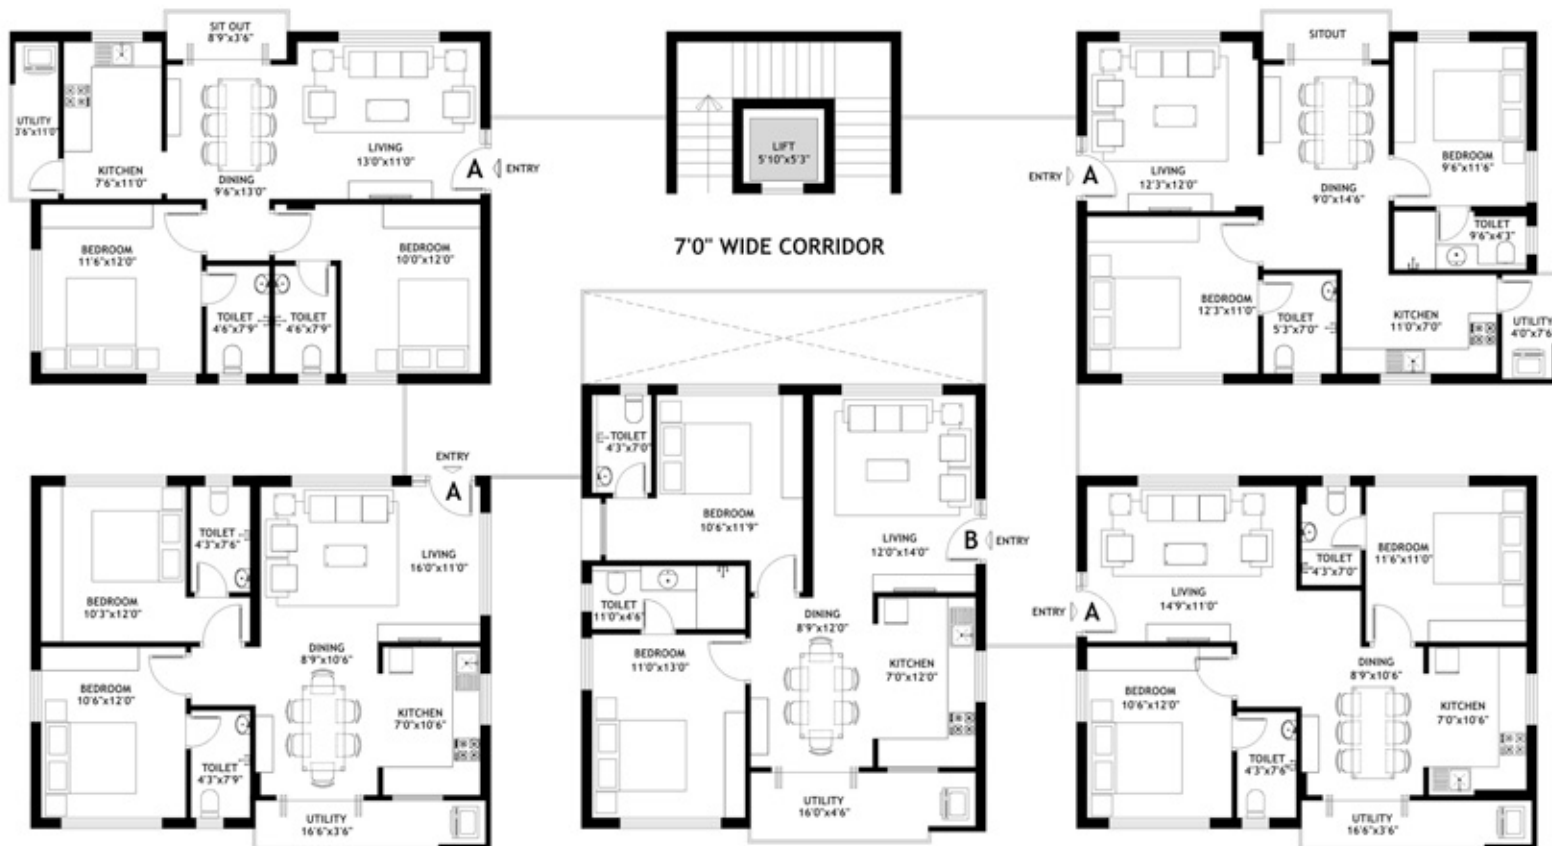 SIT OUT
8'9"x3'6"
UTILITY
3'6"x11'0"
KITCHEN
7'6"x11'0"
DINING
9'6"x13'0"
LIVING
13'0"x11'0"
A
ENTRY
BEDROOM
11'6"x12'0"
TOILET
4'6"x7'9"
TOILET
4'6"x7'9"
BEDROOM
10'0"x12'0"
LIFT
5'10"x5'3"
7'0" WIDE CORRIDOR
SITOUT
ENTRY
A
LIVING
12'3"x12'0"
DINING
9'0"x14'6"
BEDROOM
9'6"x11'6"
TOILET
9'6"x4'3"
BEDROOM
12'3"x11'0"
TOILET
5'3"x7'0"
KITCHEN
11'0"x7'0"
UTILITY
4'0"x7'6"
ENTRY
A
TOILET
4'3"x7'6"
LIVING
16'0"x11'0"
BEDROOM
10'3"x12'0"
DINING
8'9"x10'6"
BEDROOM
10'6"x12'0"
KITCHEN
7'0"x10'6"
TOILET
4'3"x7'9"
UTILITY
16'6"x3'6"
TOILET
4'3"x7'0"
BEDROOM
10'6"x11'9"
LIVING
12'0"x14'0"
B
ENTRY
TOILET
11'0"x4'6"
DINING
8'9"x12'0"
BEDROOM
11'0"x13'0"
KITCHEN
7'0"x12'0"
UTILITY
16'0"x4'6"
ENTRY
A
LIVING
14'9"x11'0"
TOILET
4'3"x7'0"
BEDROOM
11'6"x11'0"
DINING
8'9"x10'6"
BEDROOM
10'6"x12'0"
KITCHEN
7'0"x10'6"
TOILET
4'3"x7'6"
UTILITY
16'6"x3'6"